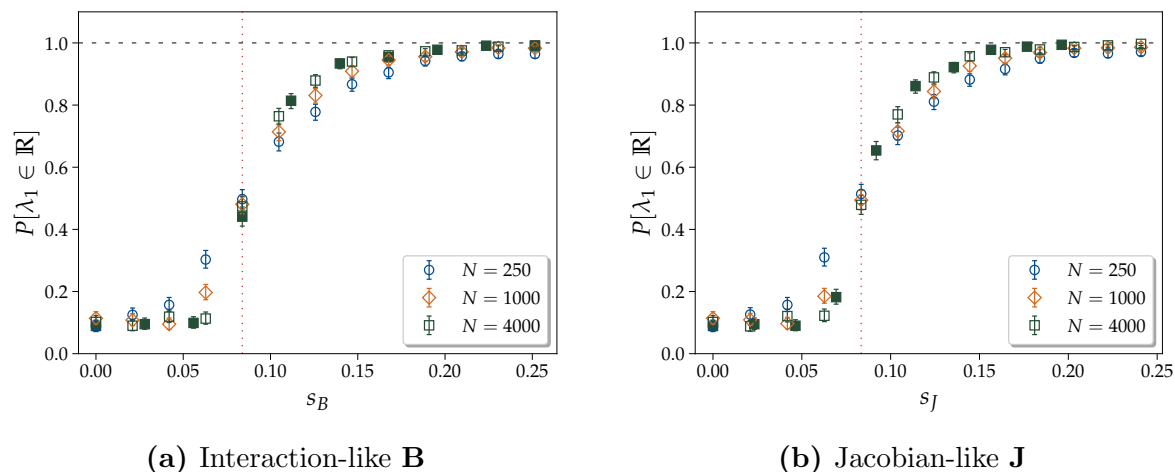 1.0
0.8
0.6
0.4
0.2
0.0
P[λ₁ ∈ ℝ]
0.00 0.05 0.10 0.15 0.20 0.25
s_B
N = 250
N = 1000
N = 4000
(a) Interaction-like B
1.0
0.8
0.6
0.4
0.2
0.0
P[λ₁ ∈ ℝ]
0.00 0.05 0.10 0.15 0.20 0.25
s_J
N = 250
N = 1000
N = 4000
(b) Jacobian-like J